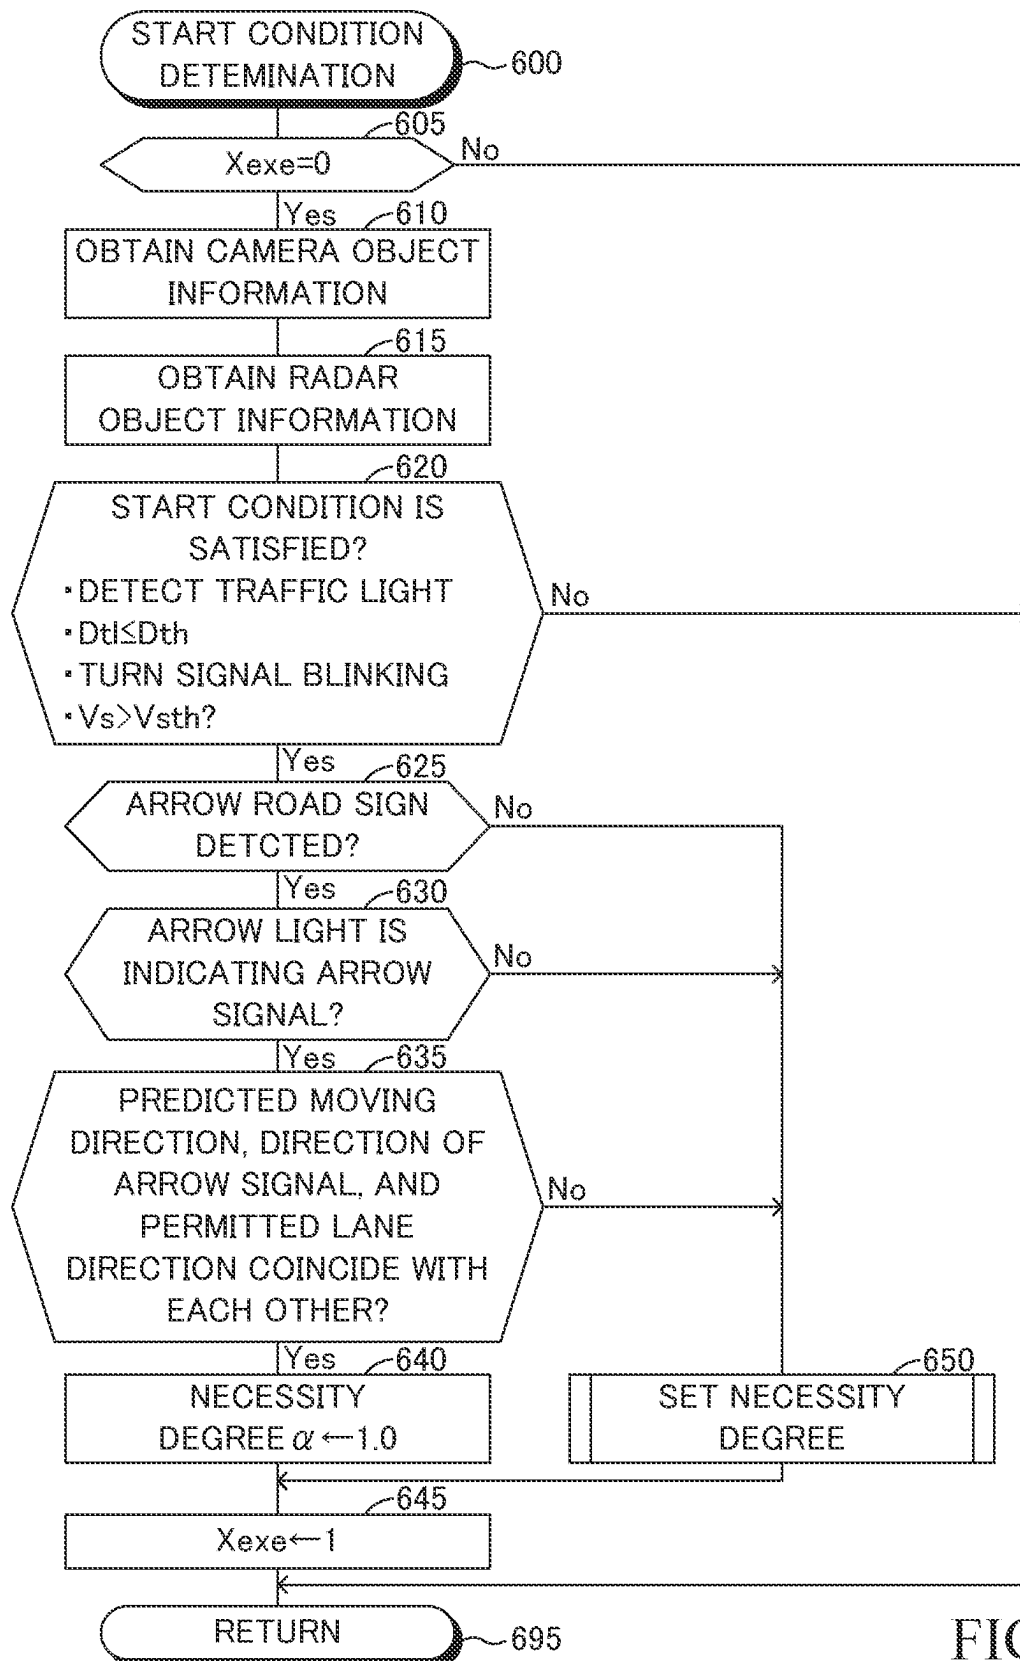 START CONDITION
DETEMINATION
600
605
Xexe=0
No
Yes
610
OBTAIN CAMERA OBJECT
INFORMATION
615
OBTAIN RADAR
OBJECT INFORMATION
620
START CONDITION IS
SATISFIED?
・DETECT TRAFFIC LIGHT
・Dtl≦Dth
・TURN SIGNAL BLINKING
・Vs>Vsth?
No
Yes
625
ARROW ROAD SIGN
DETCTED?
No
Yes
630
ARROW LIGHT IS
INDICATING ARROW
SIGNAL?
No
Yes
635
PREDICTED MOVING
DIRECTION, DIRECTION OF
ARROW SIGNAL, AND
PERMITTED LANE
DIRECTION COINCIDE WITH
EACH OTHER?
No
Yes
640
NECESSITY
DEGREE α ←1.0
650
SET NECESSITY
DEGREE
645
Xexe←1
RETURN
695